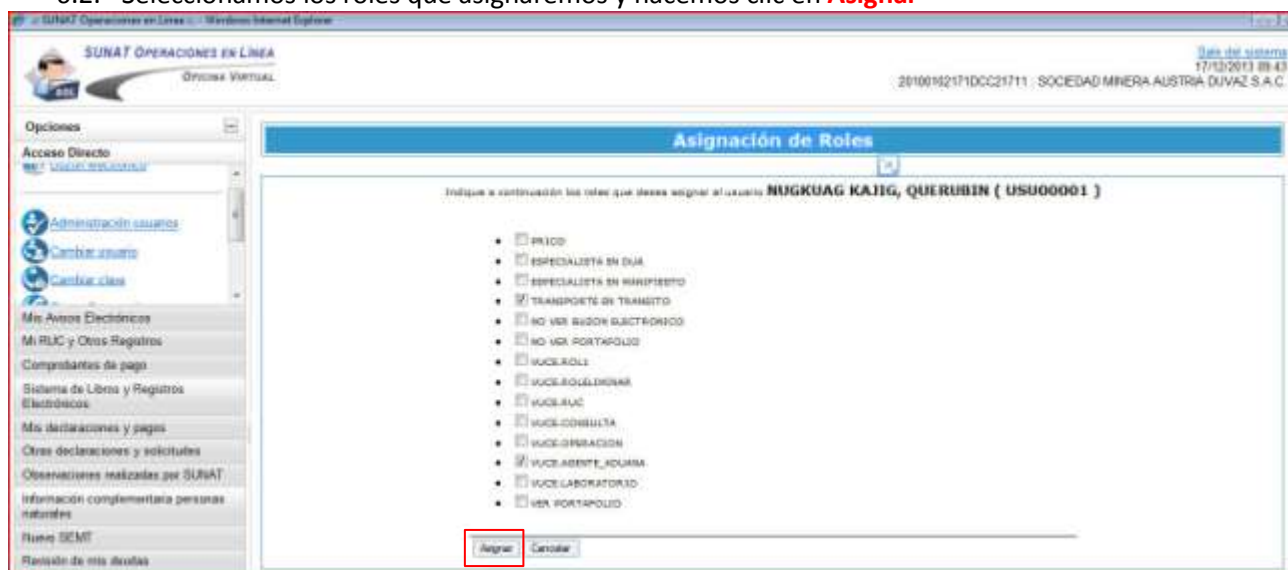 6.2. Seleccionamos los roles que asignaremos y hacemos clic en Asignar
SUNAT Operaciones en Línea - Windows Internet Explorer
SUNAT OPERACIONES EN LÍNEA
OFICINA VIRTUAL
SOL
Salir del sistema
17/12/2013 09:43
20100102171DCC21711 : SOCIEDAD MINERA AUSTRIA DUVAZ S.A.C.
Opciones
Acceso Directo
Buzón electrónico
Administración usuarios
Cambiar usuario
Cambiar clave
Mis Avisos Electrónicos
Mi RUC y Otros Registros
Comprobantes de pago
Sistema de Libros y Registros
Electrónicos
Mis declaraciones y pagos
Otras declaraciones y solicitudes
Observaciones realizadas por SUNAT
Información complementaria personas
naturales
Nuevo SEMT
Revisión de mis deudas
Asignación de Roles
Indique a continuación los roles que desea asignar al usuario NUGKUAG KAJIG, QUERUBIN ( USU00001 )
PRICO
ESPECIALISTA EN DUA
ESPECIALISTA EN MANIFIESTO
TRANSPORTE EN TRANSITO
NO VER BUZON ELECTRONICO
NO VER PORTAFOLIO
VUCE.ROL1
VUCE.ROLELIMINAR
VUCE.RUC
VUCE.CONSULTA
VUCE.OPERACION
VUCE.AGENTE_ADUANA
VUCE.LABORATORIO
VER PORTAFOLIO
Asignar Cancelar